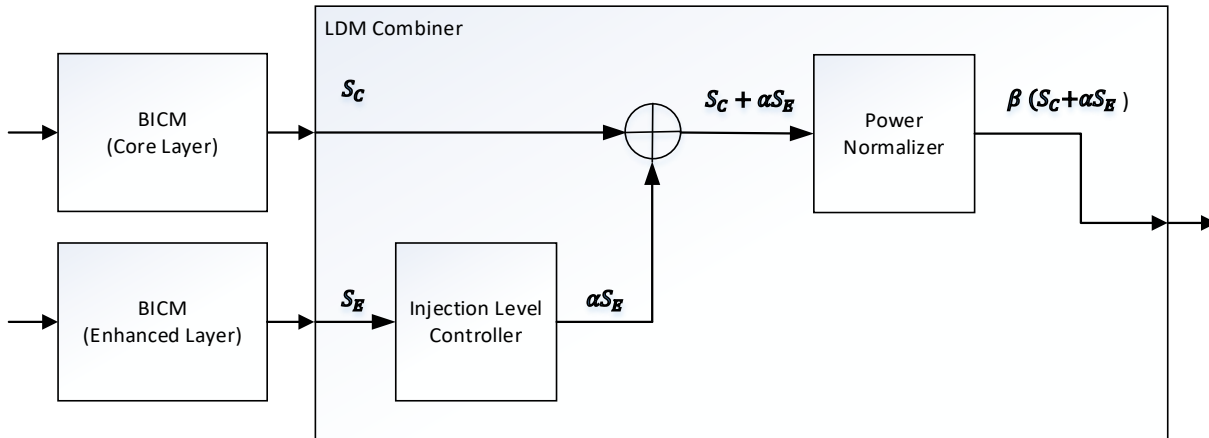 LDM Combiner
BICM
(Core Layer)
S_C
S_C + αS_E
Power
Normalizer
β (S_C+αS_E )
BICM
(Enhanced Layer)
S_E
Injection Level
Controller
αS_E